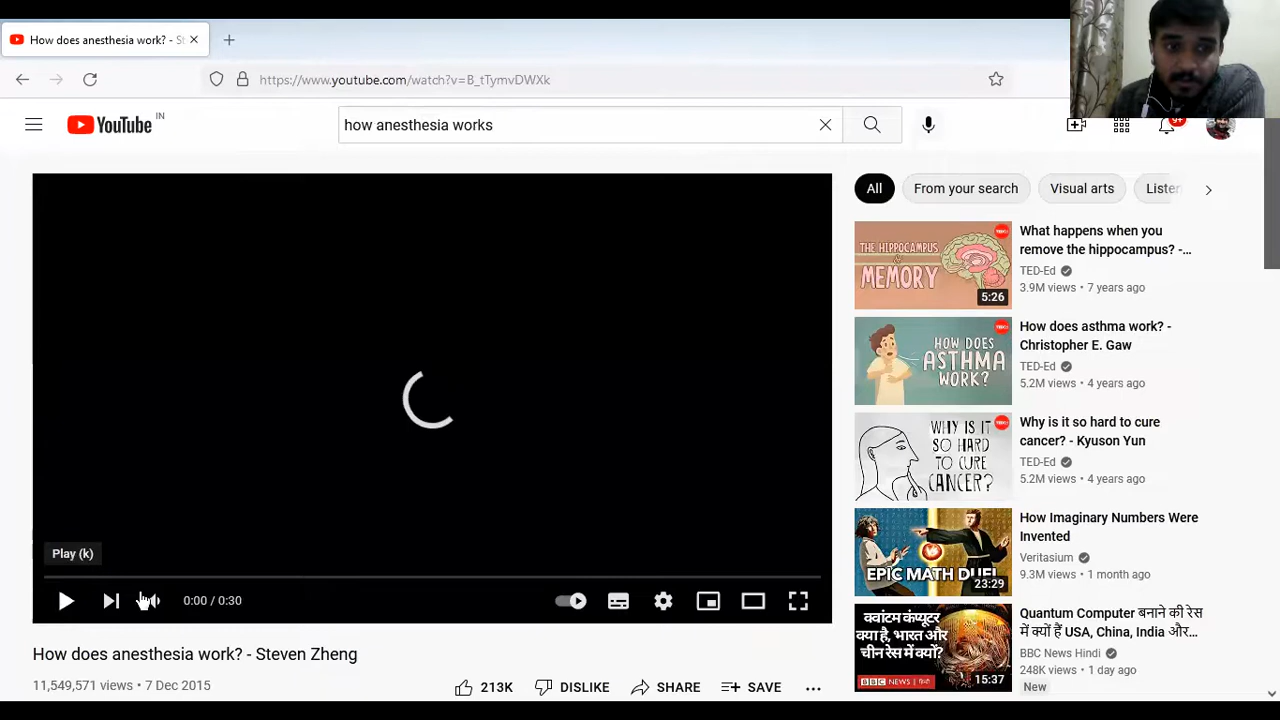 How does anesthesia work? - St
https://www.youtube.com/watch?v=B_tTymvDWXk
YouTube IN
how anesthesia works
9+
All
From your search
Visual arts
Listen
THE HIPPOCAMPUS
&
MEMORY
5:26
What happens when you
remove the hippocampus? -...
TED-Ed
3.9M views • 7 years ago
HOW DOES
ASTHMA
WORK?
How does asthma work? -
Christopher E. Gaw
TED-Ed
5.2M views • 4 years ago
WHY IS IT
SO HARD
TO CURE
CANCER?
Why is it so hard to cure
cancer? - Kyuson Yun
TED-Ed
5.2M views • 4 years ago
EPIC MATH DUEL
23:29
How Imaginary Numbers Were
Invented
Veritasium
9.3M views • 1 month ago
क्वांटम कंप्यूटर
क्या है, भारत और
चीन रेस में क्यों?
BBC NEWS हिन्दी
15:37
Quantum Computer बनाने की रेस
में क्यों हैं USA, China, India और...
BBC News Hindi
248K views • 1 day ago
New
Play (k)
0:00 / 0:30
How does anesthesia work? - Steven Zheng
11,549,571 views • 7 Dec 2015
213K
DISLIKE
SHARE
SAVE